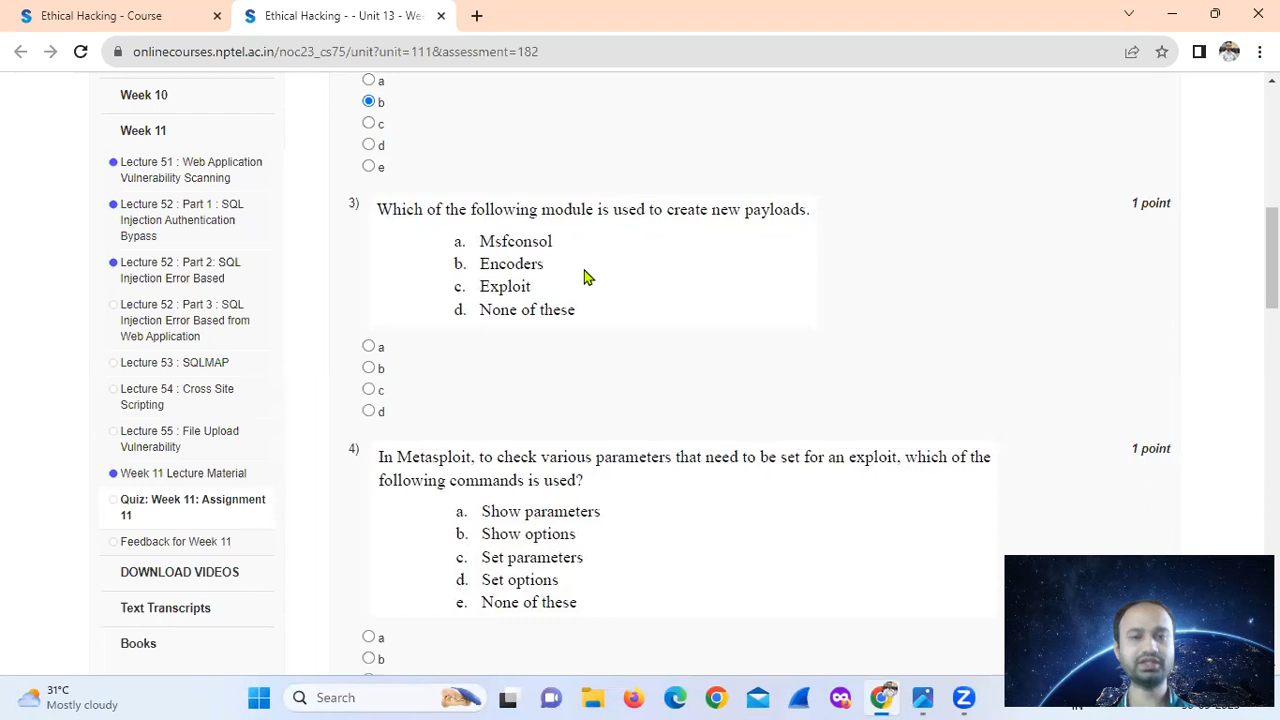 Ethical Hacking - Course
Ethical Hacking - - Unit 13 - We
onlinecourses.nptel.ac.in/noc23_cs75/unit?unit=111&assessment=182
Week 10
Week 11
Lecture 51 : Web Application
Vulnerability Scanning
Lecture 52 : Part 1 : SQL
Injection Authentication
Bypass
Lecture 52 : Part 2: SQL
Injection Error Based
Lecture 52 : Part 3 : SQL
Injection Error Based from
Web Application
Lecture 53 : SQLMAP
Lecture 54 : Cross Site
Scripting
Lecture 55 : File Upload
Vulnerability
Week 11 Lecture Material
Quiz: Week 11: Assignment
11
Feedback for Week 11
DOWNLOAD VIDEOS
Text Transcripts
Books
a
b
c
d
e
3) Which of the following module is used to create new payloads. 1 point
a. Msfconsol
b. Encoders
c. Exploit
d. None of these
a
b
c
d
4) In Metasploit, to check various parameters that need to be set for an exploit, which of the 1 point
following commands is used?
a. Show parameters
b. Show options
c. Set parameters
d. Set options
e. None of these
a
b
31°C
Mostly cloudy
Search